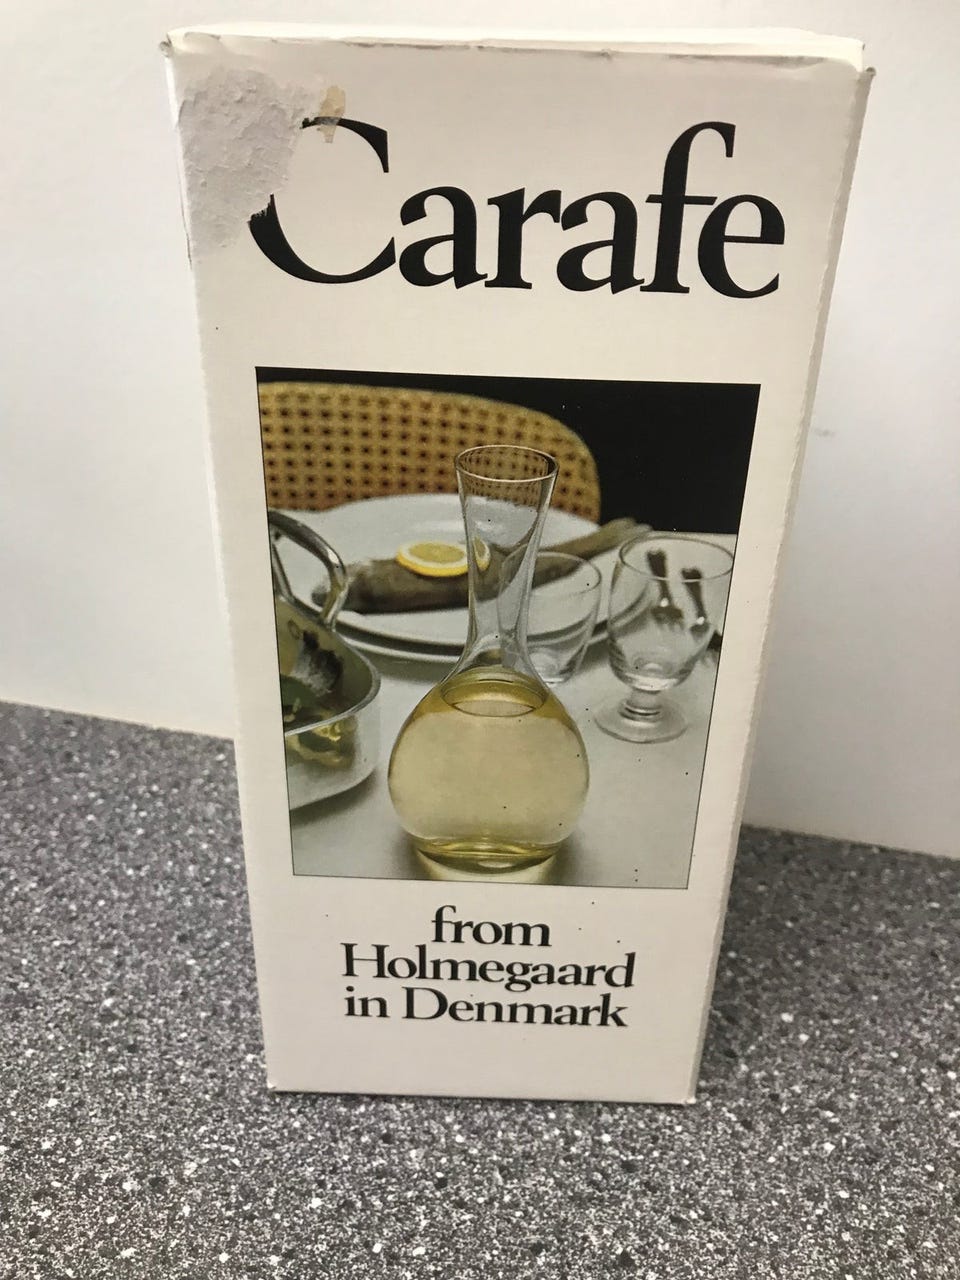 Carafe
from
Holmegaard
in Denmark